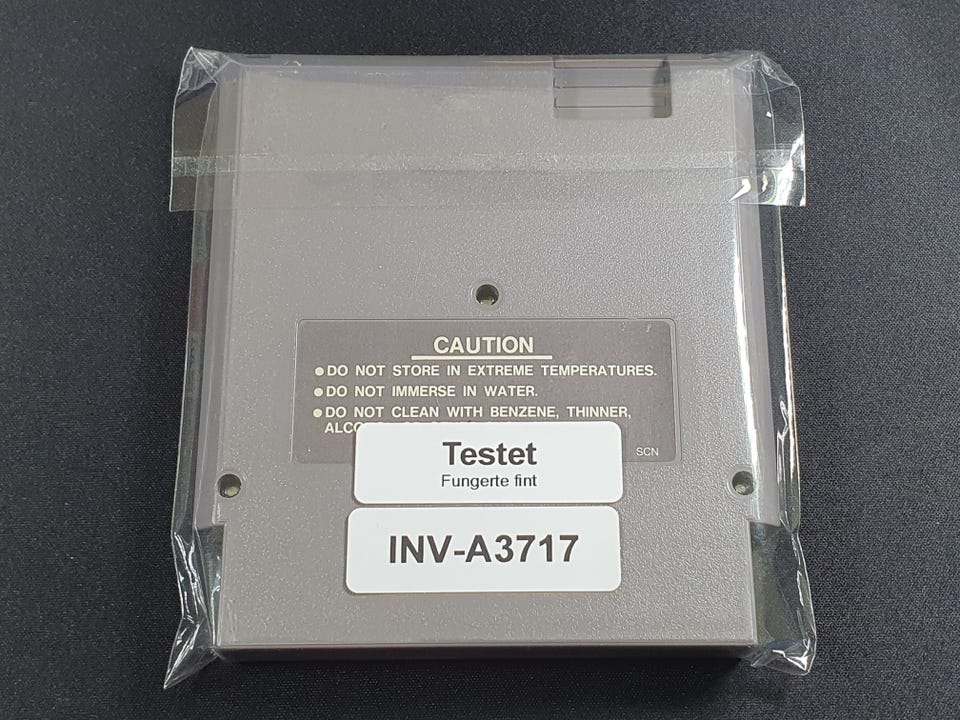 CAUTION
●DO NOT STORE IN EXTREME TEMPERATURES.
●DO NOT IMMERSE IN WATER.
●DO NOT CLEAN WITH BENZENE, THINNER,
SCN
Testet
Fungerte fint
INV-A3717